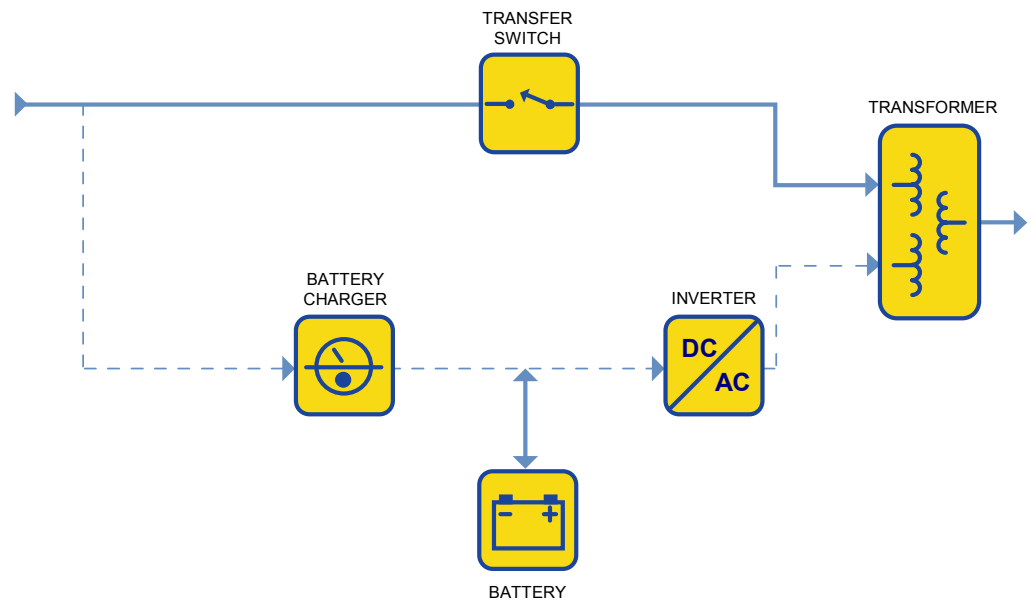 TRANSFER
SWITCH
TRANSFORMER
BATTERY
CHARGER
INVERTER
DC
AC
BATTERY